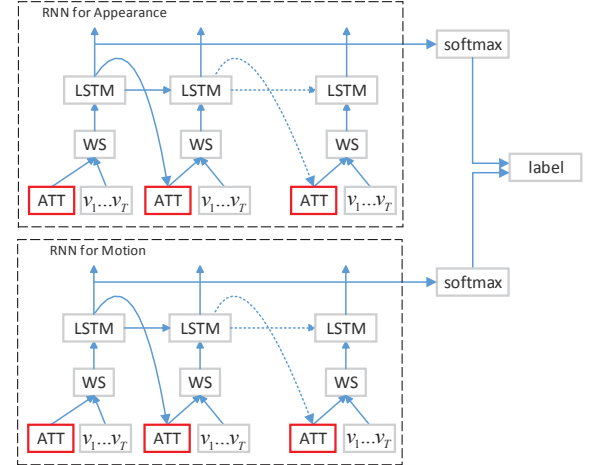 RNN for Appearance
softmax
LSTM LSTM LSTM
WS WS WS
label
ATT v1...vT ATT v1...vT ATT v1...vT
RNN for Motion
softmax
LSTM LSTM LSTM
WS WS WS
ATT v1...vT ATT v1...vT ATT v1...vT